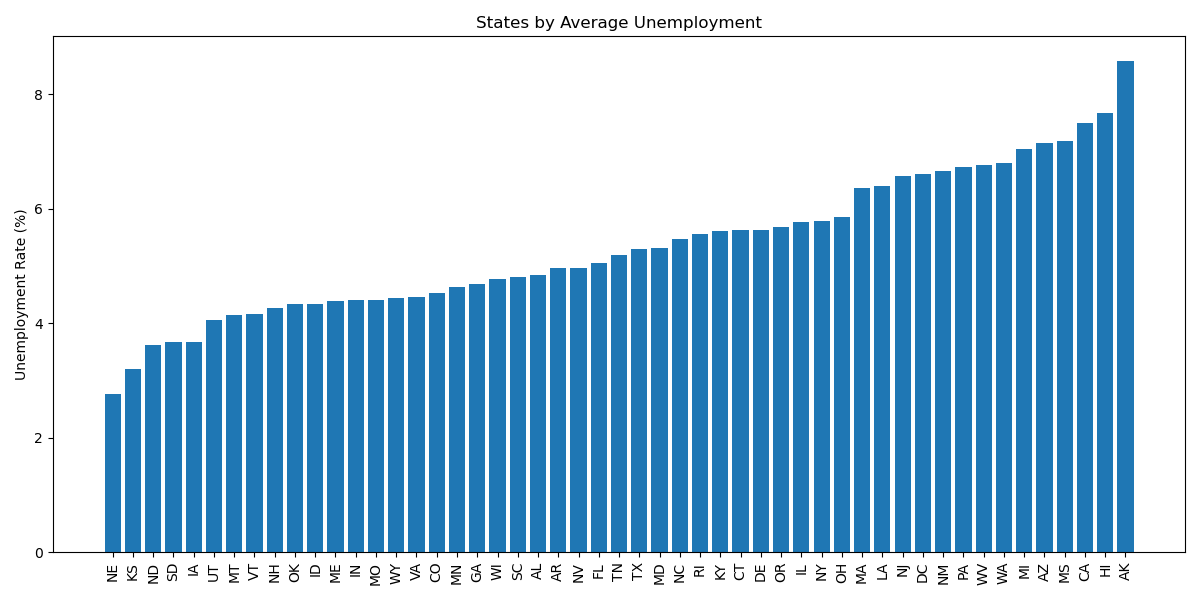 States by Average Unemployment
Unemployment Rate (%)
8
6
4
2
0
NE KS ND SD IA UT MT VT NH OK ID ME IN MO WY VA CO MN GA WI SC AL AR NV FL TN TX MD NC RI KY CT DE OR IL NY OH MA LA NJ DC NM PA WV WA MI AZ MS CA HI AK